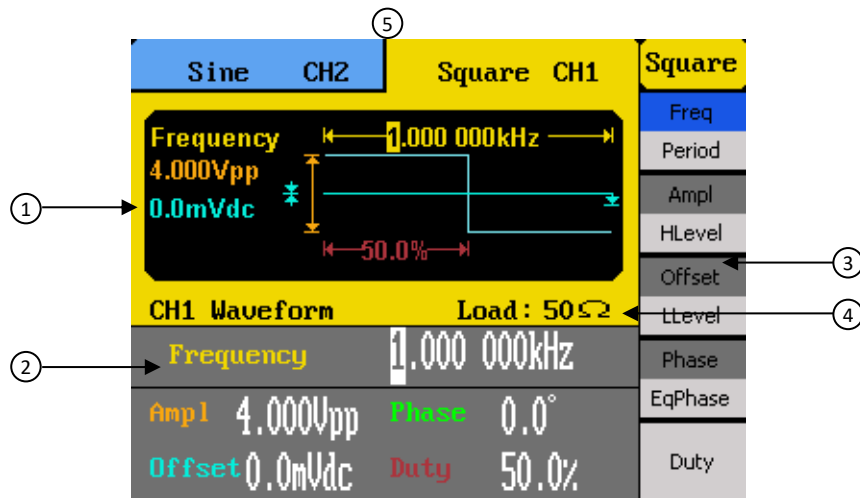 5
Sine CH2
Square CH1
Square
Frequency
1.000 000kHz
4.000Vpp
0.0mVdc
50.0%
CH1 Waveform
Load: 50Ω
Frequency 1.000 000kHz
Ampl 4.000Vpp
Phase 0.0°
Offset 0.0mVdc
Duty 50.0%
Freq
Period
Ampl
HLevel
Offset
LLevel
Phase
EqPhase
Duty
1
2
3
4